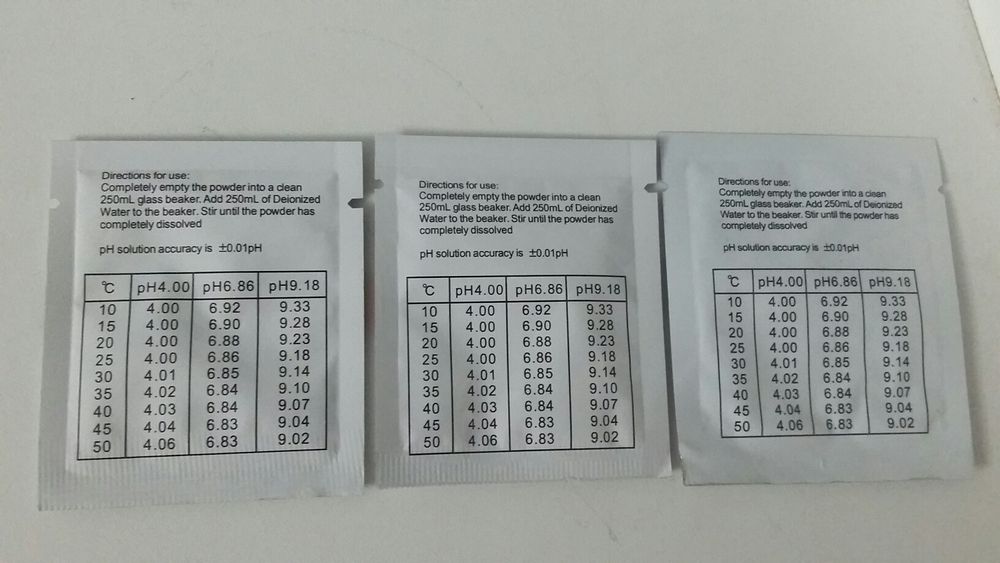 Directions for use:
Completely empty the powder into a clean
250mL glass beaker. Add 250mL of Deionized
Water to the beaker. Stir until the powder has
completely dissolved
pH solution accuracy is ±0.01pH
℃ pH4.00 pH6.86 pH9.18
10 4.00 6.92 9.33
15 4.00 6.90 9.28
20 4.00 6.88 9.23
25 4.00 6.86 9.18
30 4.01 6.85 9.14
35 4.02 6.84 9.10
40 4.03 6.84 9.07
45 4.04 6.83 9.04
50 4.06 6.83 9.02
Directions for use:
Completely empty the powder into a clean
250mL glass beaker. Add 250mL of Deionized
Water to the beaker. Stir until the powder has
completely dissolved
pH solution accuracy is ±0.01pH
℃ pH4.00 pH6.86 pH9.18
10 4.00 6.92 9.33
15 4.00 6.90 9.28
20 4.00 6.88 9.23
25 4.00 6.86 9.18
30 4.01 6.85 9.14
35 4.02 6.84 9.10
40 4.03 6.84 9.07
45 4.04 6.83 9.04
50 4.06 6.83 9.02
Directions for use:
Completely empty the powder into a clean
250mL glass beaker. Add 250mL of Deionized
Water to the beaker. Stir until the powder has
completely dissolved
pH solution accuracy is ±0.01pH
℃ pH4.00 pH6.86 pH9.18
10 4.00 6.92 9.33
15 4.00 6.90 9.28
20 4.00 6.88 9.23
25 4.00 6.86 9.18
30 4.01 6.85 9.14
35 4.02 6.84 9.10
40 4.03 6.84 9.07
45 4.04 6.83 9.04
50 4.06 6.83 9.02